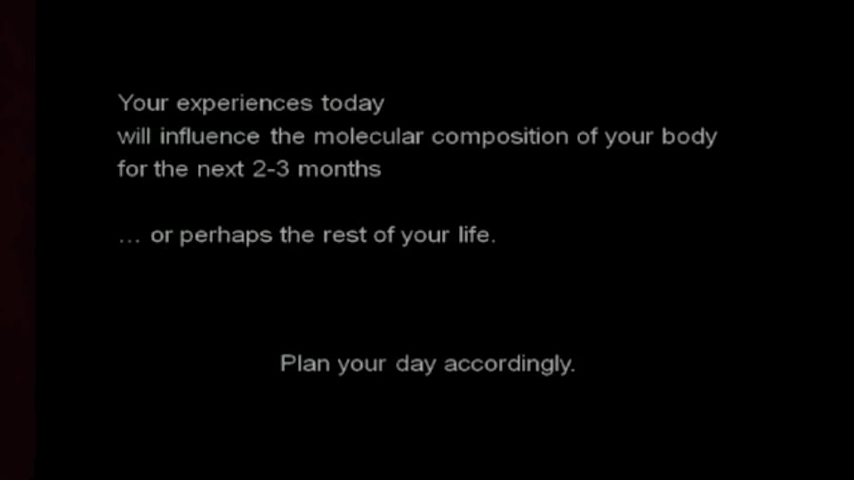 Your experiences today
will influence the molecular composition of your body
for the next 2-3 months
... or perhaps the rest of your life.
Plan your day accordingly.